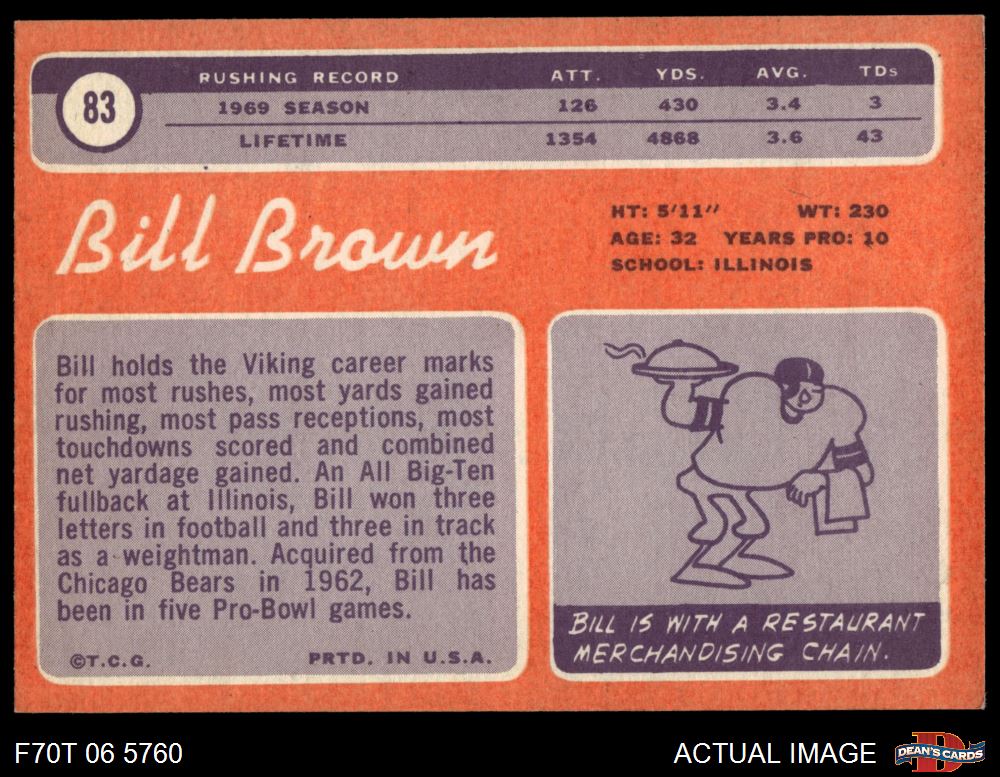 83
RUSHING RECORD ATT. YDS. AVG. TDs
1969 SEASON 126 430 3.4 3
LIFETIME 1354 4868 3.6 43
Bill Brown
HT: 5'11" WT: 230
AGE: 32 YEARS PRO: 10
SCHOOL: ILLINOIS
Bill holds the Viking career marks
for most rushes, most yards gained
rushing, most pass receptions, most
touchdowns scored and combined
net yardage gained. An All Big-Ten
fullback at Illinois, Bill won three
letters in football and three in track
as a weightman. Acquired from the
Chicago Bears in 1962, Bill has
been in five Pro-Bowl games.
©T.C.G. PRTD. IN U.S.A.
BILL IS WITH A RESTAURANT
MERCHANDISING CHAIN.
F70T 06 5760
ACTUAL IMAGE
D
DEAN'S CARDS